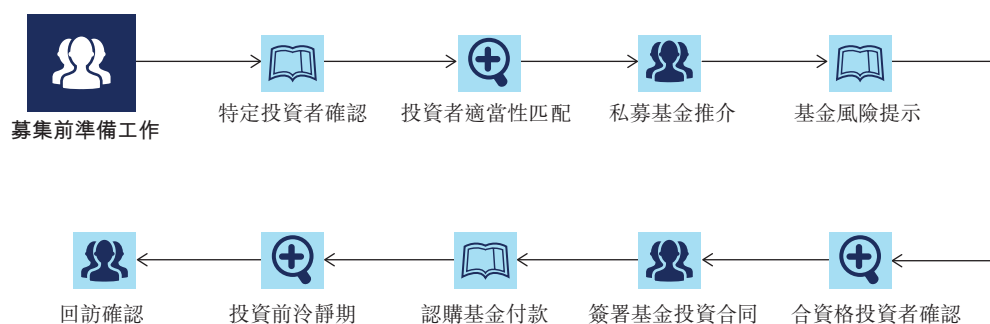 募集前準備工作
特定投資者確認
投資者適當性匹配
私募基金推介
基金風險提示
合資格投資者確認
簽署基金投資合同
認購基金付款
投資前冷靜期
回訪確認